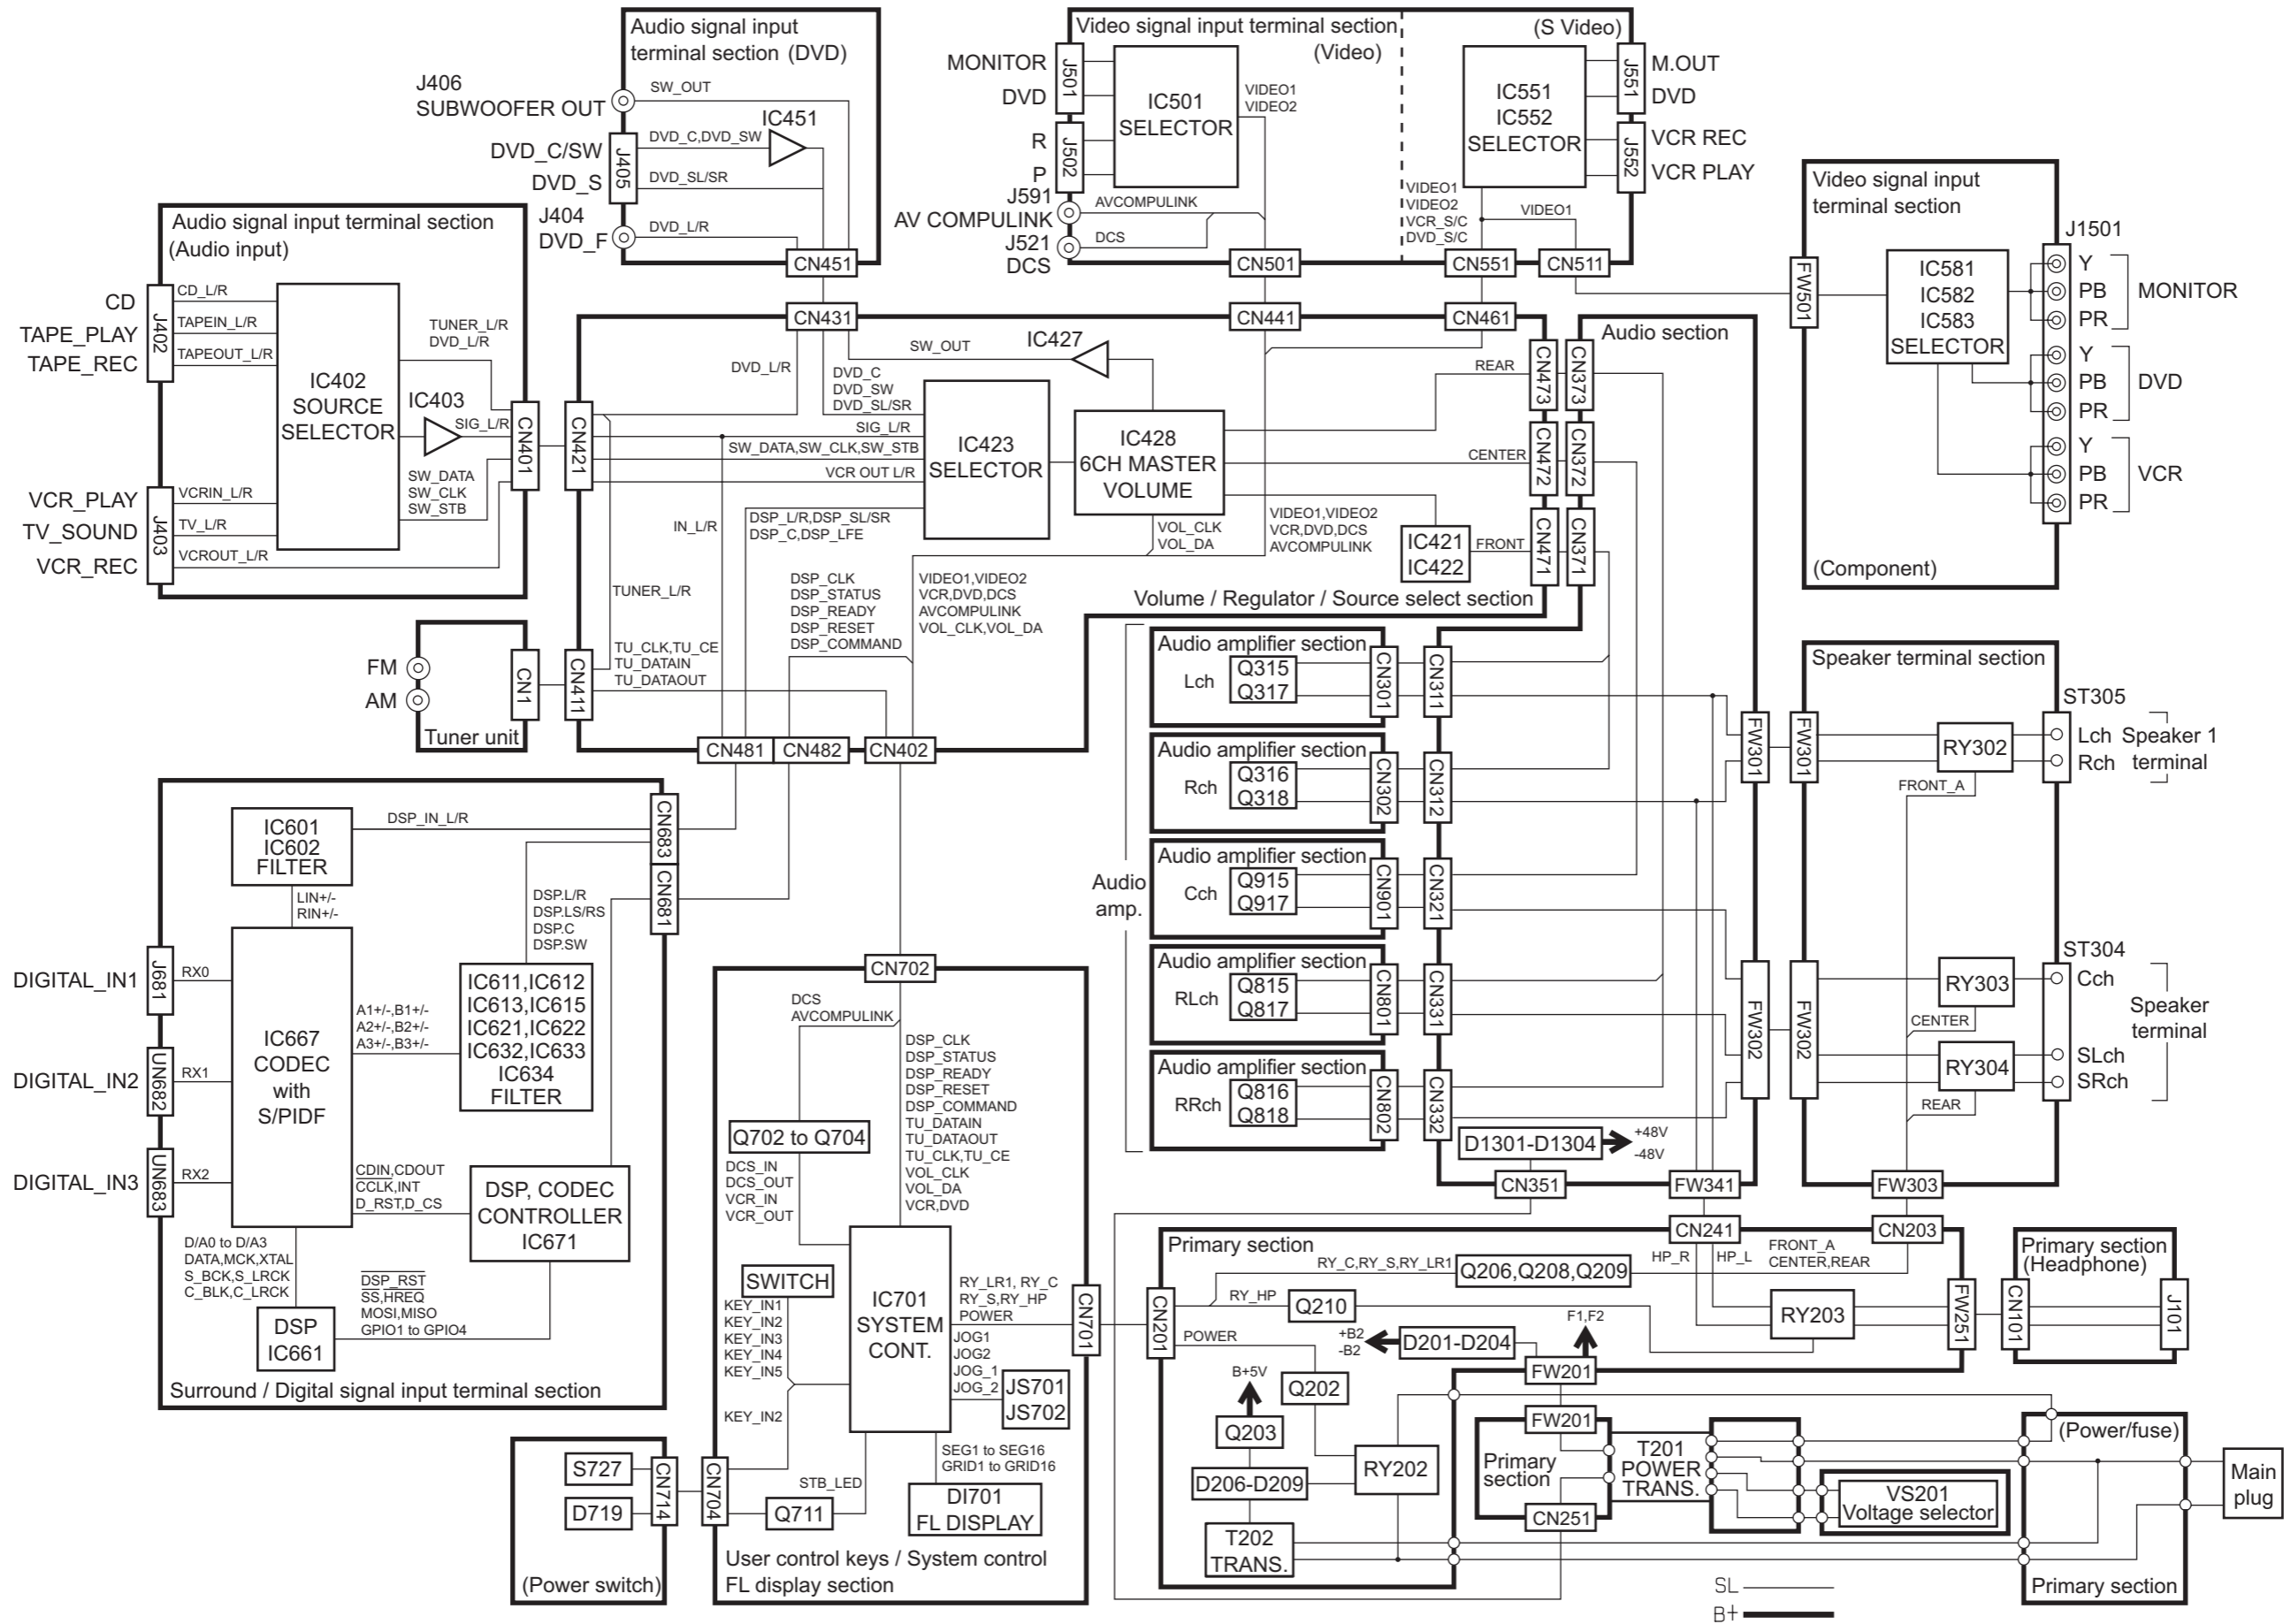 Audio signal input
terminal section (DVD)
J406
SUBWOOFER OUT
SW_OUT
IC451
DVD_C/SW
DVD_C,DVD_SW
J405
DVD_S
DVD_SL/SR
J404
DVD_F
DVD_L/R
CN451
Video signal input terminal section
(Video)
(S Video)
MONITOR
DVD
J501
R
P
J502
IC501
SELECTOR
VIDEO1
VIDEO2
J591
AV COMPULINK
AVCOMPULINK
J521
DCS
DCS
CN501
IC551
IC552
SELECTOR
J551
M.OUT
DVD
J552
VCR REC
VCR PLAY
VIDEO1
VIDEO2
VCR_S/C
DVD_S/C
VIDEO1
CN551
CN511
Video signal input
terminal section
J1501
FW501
IC581
IC582
IC583
SELECTOR
Y
PB
PR
MONITOR
Y
PB
PR
DVD
Y
PB
PR
VCR
(Component)
Audio signal input terminal section
(Audio input)
CD
TAPE_PLAY
TAPE_REC
J402
CD_L/R
TAPEIN_L/R
TAPEOUT_L/R
IC402
SOURCE
SELECTOR
TUNER_L/R
DVD_L/R
IC403
SIG_L/R
CN401
SW_DATA
SW_CLK
SW_STB
VCR_PLAY
TV_SOUND
VCR_REC
J403
VCRIN_L/R
TV_L/R
VCROUT_L/R
CN431
CN441
CN461
IC427
SW_OUT
DVD_L/R
DVD_C
DVD_SW
DVD_SL/SR
CN421
SIG_L/R
SW_DATA,SW_CLK,SW_STB
VCR OUT L/R
IC423
SELECTOR
IC428
6CH MASTER
VOLUME
REAR
CENTER
FRONT
IC421
IC422
CN473
CN472
CN471
VOL_CLK
VOL_DA
VIDEO1,VIDEO2
VCR,DVD,DCS
AVCOMPULINK
IN_L/R
DSP_L/R,DSP_SL/SR
DSP_C,DSP_LFE
TUNER_L/R
DSP_CLK
DSP_STATUS
DSP_READY
DSP_RESET
DSP_COMMAND
VIDEO1,VIDEO2
VCR,DVD,DCS
AVCOMPULINK
VOL_CLK,VOL_DA
Volume / Regulator / Source select section
TU_CLK,TU_CE
TU_DATAIN
TU_DATAOUT
CN411
CN481
CN482
CN402
FM
AM
CN1
Tuner unit
Audio section
CN373
CN372
CN371
Audio amp.
Audio amplifier section
Lch
Q315
Q317
CN301
CN311
Audio amplifier section
Rch
Q316
Q318
CN302
CN312
Audio amplifier section
Cch
Q915
Q917
CN901
CN321
Audio amplifier section
RLch
Q815
Q817
CN801
CN331
Audio amplifier section
RRch
Q816
Q818
CN802
CN332
D1301-D1304
+48V
-48V
CN351
FW341
FW301
FW302
Speaker terminal section
FW301
RY302
FRONT_A
ST305
Lch
Rch
Speaker 1
terminal
FW302
RY303
CENTER
RY304
REAR
ST304
Cch
SLch
SRch
Speaker
terminal
FW303
IC601
IC602
FILTER
DSP_IN_L/R
CN683
CN681
LIN+/-
RIN+/-
DSP.L/R
DSP.LS/RS
DSP.C
DSP.SW
DIGITAL_IN1
J681
RX0
DIGITAL_IN2
UN682
RX1
DIGITAL_IN3
UN683
RX2
IC667
CODEC
with
S/PIDF
A1+/-,B1+/-
A2+/-,B2+/-
A3+/-,B3+/-
IC611,IC612
IC613,IC615
IC621,IC622
IC632,IC633
IC634
FILTER
CDIN,CDOUT
CCLK,INT
D_RST,D_CS
DSP, CODEC
CONTROLLER
IC671
D/A0 to D/A3
DATA,MCK,XTAL
S_BCK,S_LRCK
C_BLK,C_LRCK
DSP_RST
SS,HREQ
MOSI,MISO
GPIO1 to GPIO4
DSP
IC661
Surround / Digital signal input terminal section
CN702
DCS
AVCOMPULINK
DSP_CLK
DSP_STATUS
DSP_READY
DSP_RESET
DSP_COMMAND
TU_DATAIN
TU_DATAOUT
TU_CLK,TU_CE
VOL_CLK
VOL_DA
VCR,DVD
Q702 to Q704
DCS_IN
DCS_OUT
VCR_IN
VCR_OUT
SWITCH
KEY_IN1
KEY_IN2
KEY_IN3
KEY_IN4
KEY_IN5
KEY_IN2
IC701
SYSTEM
CONT.
RY_LR1, RY_C
RY_S,RY_HP
POWER
CN701
JOG1
JOG2
JOG_1
JOG_2
JS701
JS702
SEG1 to SEG16
GRID1 to GRID16
STB_LED
Q711
DI701
FL DISPLAY
CN704
User control keys / System control
FL display section
S727
D719
CN714
(Power switch)
Primary section
CN241
CN203
CN201
RY_C,RY_S,RY_LR1
Q206,Q208,Q209
HP_R
HP_L
FRONT_A
CENTER,REAR
RY_HP
Q210
RY203
FW251
POWER
+B2
-B2
D201-D204
F1,F2
FW201
B+5V
Q202
Q203
D206-D209
RY202
T202
TRANS.
Primary section
(Headphone)
CN101
J101
FW201
Primary
section
CN251
T201
POWER
TRANS.
VS201
Voltage selector
(Power/fuse)
Primary section
Main
plug
SL
B+